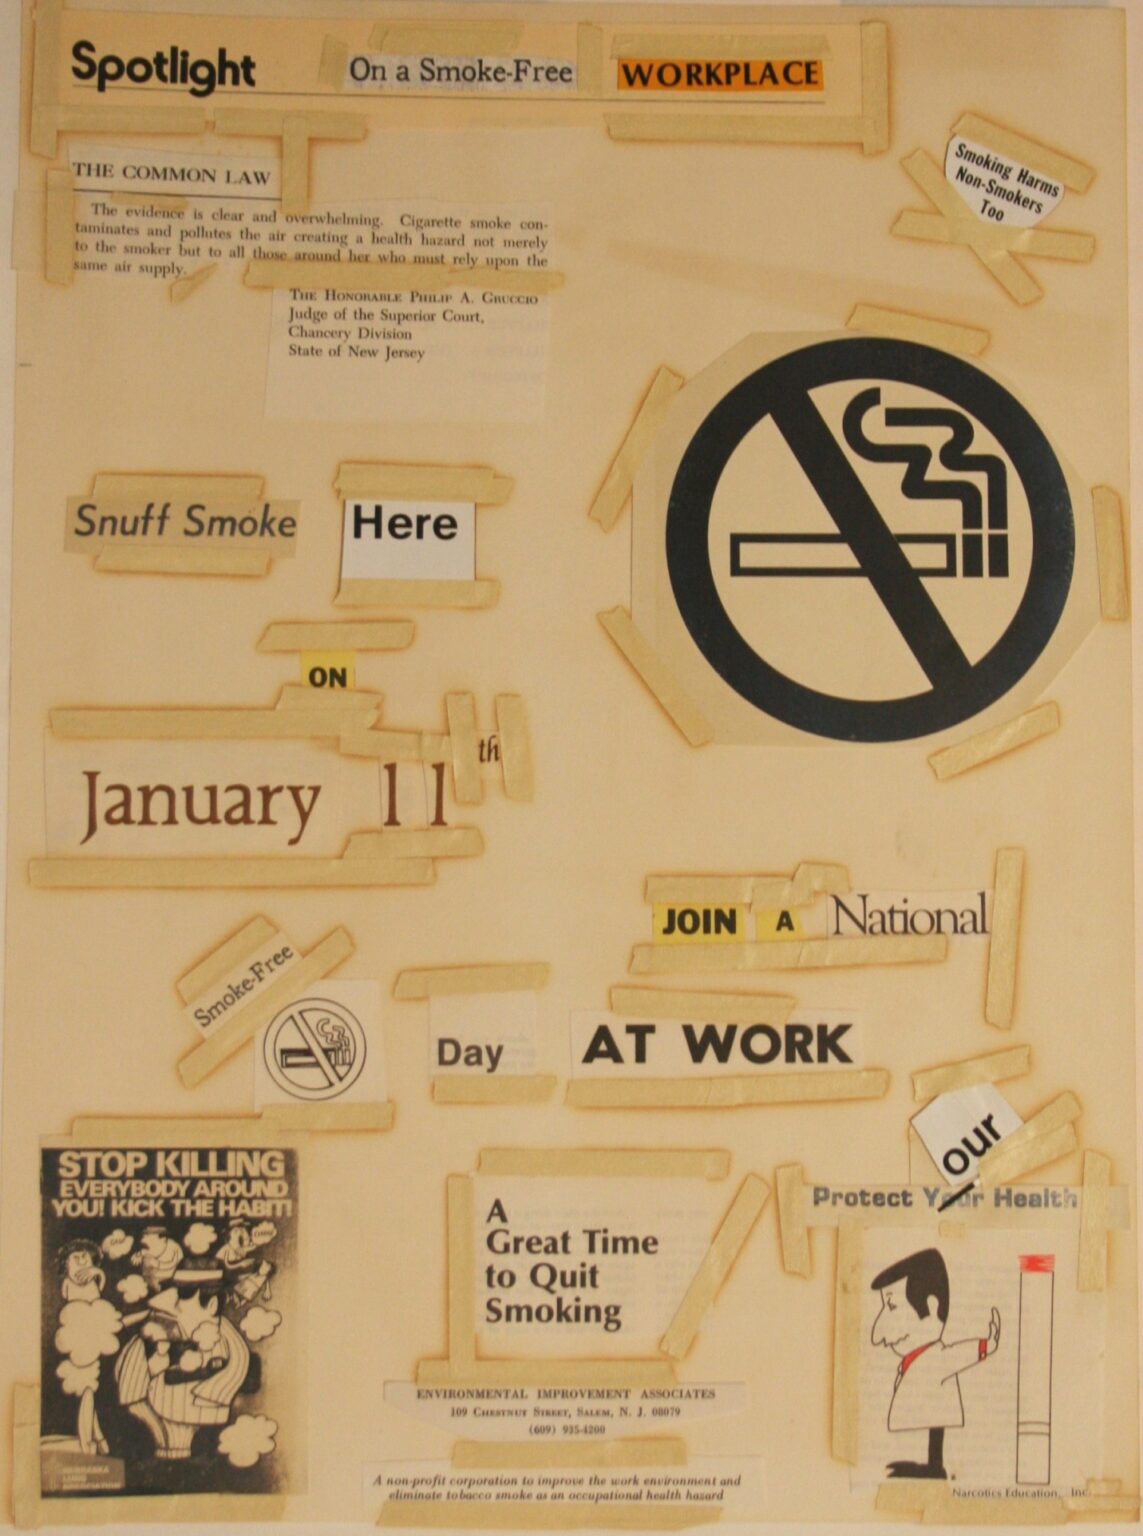 Spotlight On a Smoke-Free WORKPLACE
Smoking Harms
Non-Smokers
Too
THE COMMON LAW
The evidence is clear and overwhelming. Cigarette smoke con-
taminates and pollutes the air creating a health hazard not merely
to the smoker but to all those around her who must rely upon the
same air supply.
THE HONORABLE PHILIP A. GRUCCIO
Judge of the Superior Court,
Chancery Division
State of New Jersey
Snuff Smoke Here
ON
January 11th
JOIN A National
Smoke-Free
Day AT WORK
our
Protect Your Health
STOP KILLING
EVERYBODY AROUND
YOU! KICK THE HABIT!
NEBRASKA
LUNG
ASSOCIATION
A
Great Time
to Quit
Smoking
ENVIRONMENTAL IMPROVEMENT ASSOCIATES
109 CHESTNUT STREET, SALEM, N. J. 08079
(609) 935-4200
A non-profit corporation to improve the work environment and
eliminate tobacco smoke as an occupational health hazard
Narcotics Education, Inc.